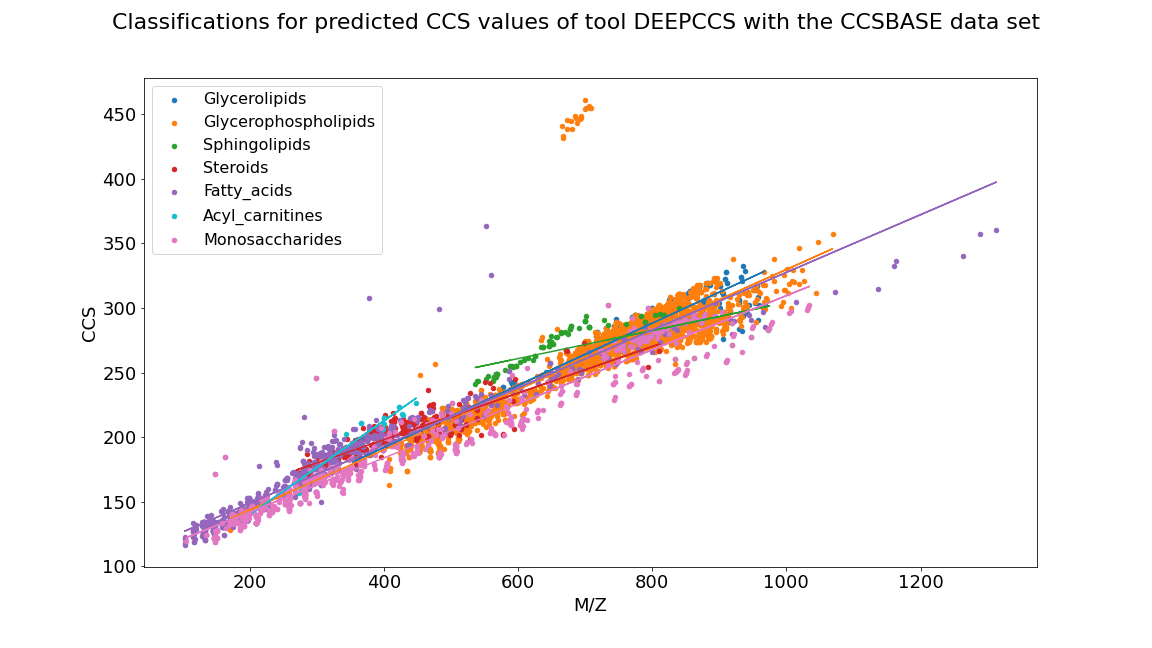 Classifications for predicted CCS values of tool DEEPCCS with the CCSBASE data set
Glycerolipids
Glycerophospholipids
Sphingolipids
Steroids
Fatty_acids
Acyl_carnitines
Monosaccharides
450
400
350
300
250
200
150
100
CCS
200 400 600 800 1000 1200
M/Z